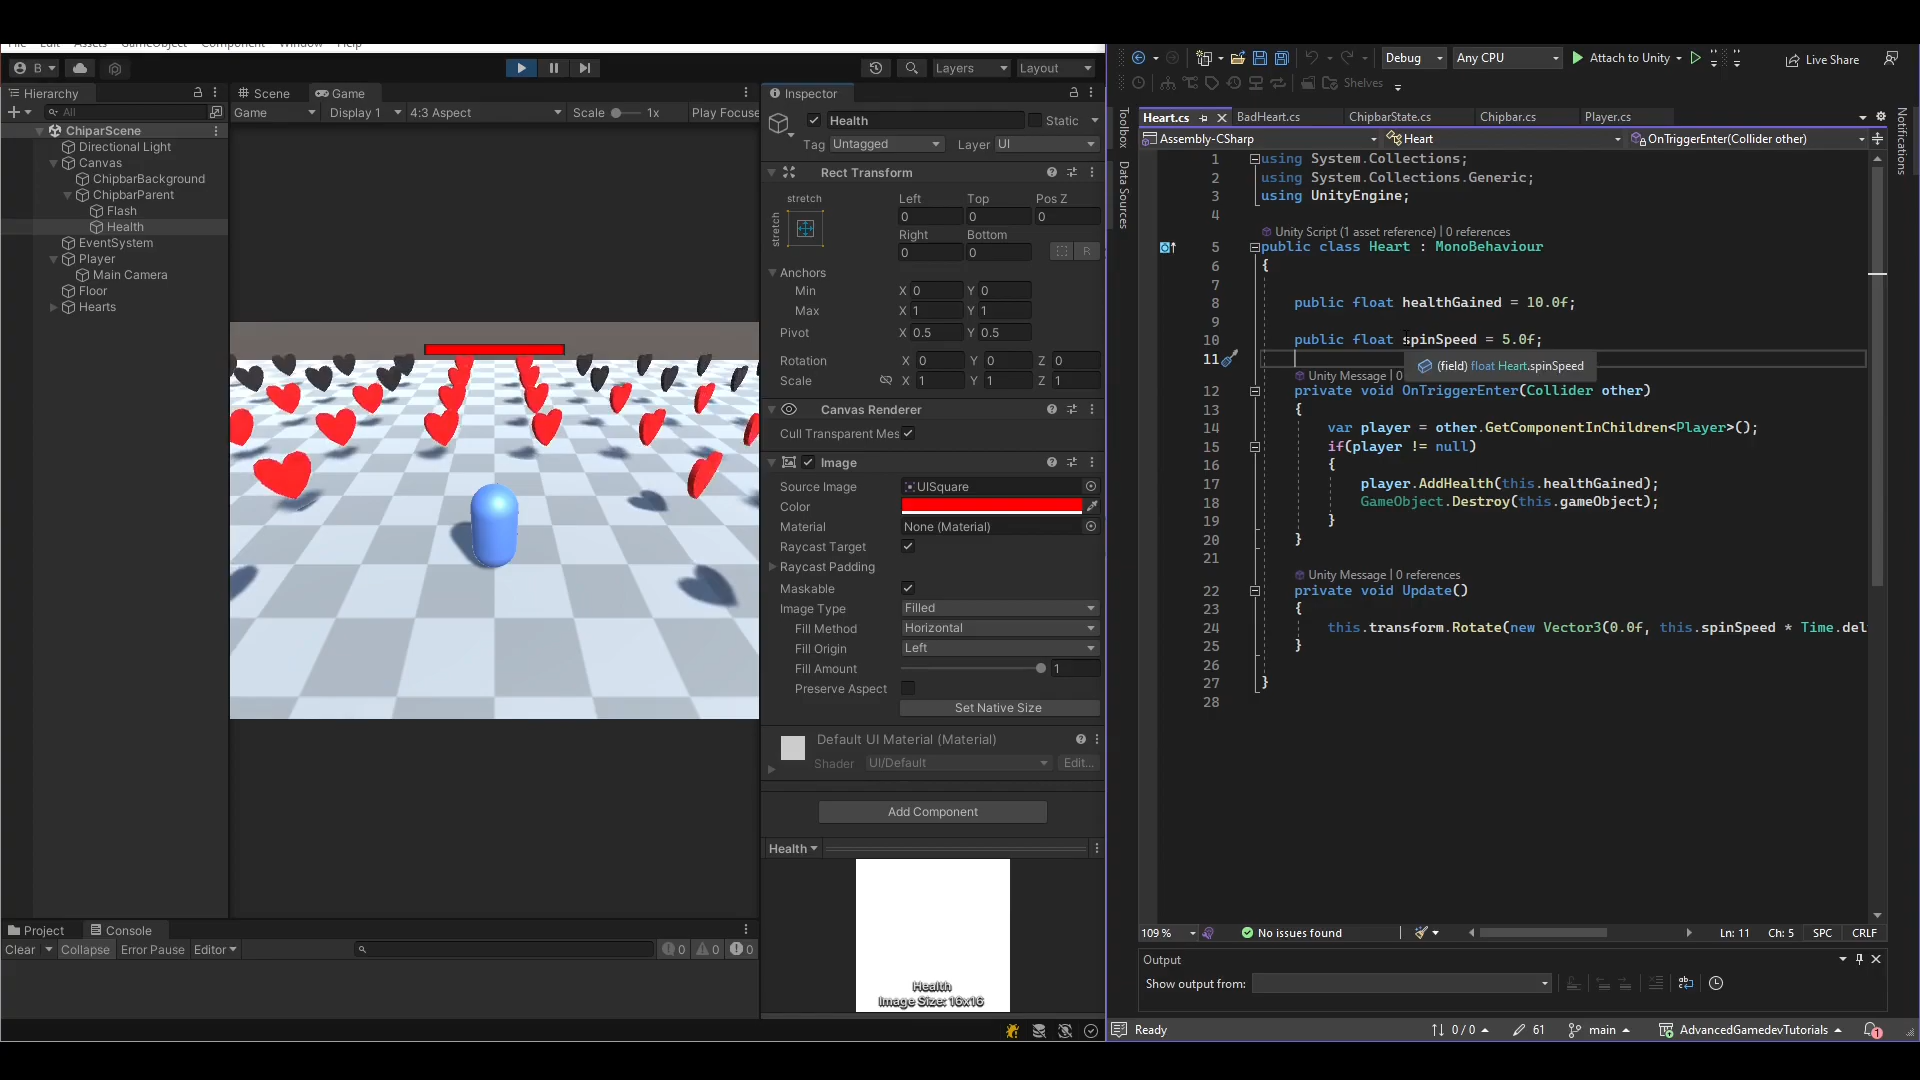 File Edit Assets GameObject Component Window Help
B
Layers
Layout
Hierarchy
All
ChiparScene
Directional Light
Canvas
ChipbarBackground
ChipbarParent
Flash
Health
EventSystem
Player
Main Camera
Floor
Hearts
Scene
Game
Game
Display 1
4:3 Aspect
Scale
1x
Play Focuse
Inspector
Health
Static
Tag Untagged
Layer UI
Rect Transform
stretch
stretch
Left Top Pos Z
0 0 0
Right Bottom
0 0
R
Anchors
Min X 0 Y 0
Max X 1 Y 1
Pivot X 0.5 Y 0.5
Rotation X 0 Y 0 Z 0
Scale X 1 Y 1 Z 1
Canvas Renderer
Cull Transparent Mes
Image
Source Image UISquare
Color
Material None (Material)
Raycast Target
Raycast Padding
Maskable
Image Type Filled
Fill Method Horizontal
Fill Origin Left
Fill Amount 1
Preserve Aspect
Set Native Size
Default UI Material (Material)
Shader UI/Default Edit...
Add Component
Health
Health
Image Size: 16x16
Project
Console
Clear
Collapse
Error Pause
Editor
0 0 0
Debug
Any CPU
Attach to Unity
Live Share
Shelves
Toolbox
Data Sources
Notifications
Heart.cs
BadHeart.cs
ChipbarState.cs
Chipbar.cs
Player.cs
Assembly-CSharp
Heart
OnTriggerEnter(Collider other)
1 using System.Collections;
2 using System.Collections.Generic;
3 using UnityEngine;
4
Unity Script (1 asset reference) | 0 references
5 public class Heart : MonoBehaviour
6 {
7
8 public float healthGained = 10.0f;
9
10 public float spinSpeed = 5.0f;
11
(field) float Heart.spinSpeed
Unity Message | 0
12 private void OnTriggerEnter(Collider other)
13 {
14 var player = other.GetComponentInChildren<Player>();
15 if(player != null)
16 {
17 player.AddHealth(this.healthGained);
18 GameObject.Destroy(this.gameObject);
19 }
20 }
21
Unity Message | 0 references
22 private void Update()
23 {
24 this.transform.Rotate(new Vector3(0.0f, this.spinSpeed * Time.del
25 }
26
27 }
28
109 %
No issues found
Ln: 11
Ch: 5
SPC
CRLF
Output
Show output from:
Ready
0 / 0
61
main
AdvancedGamedevTutorials
1